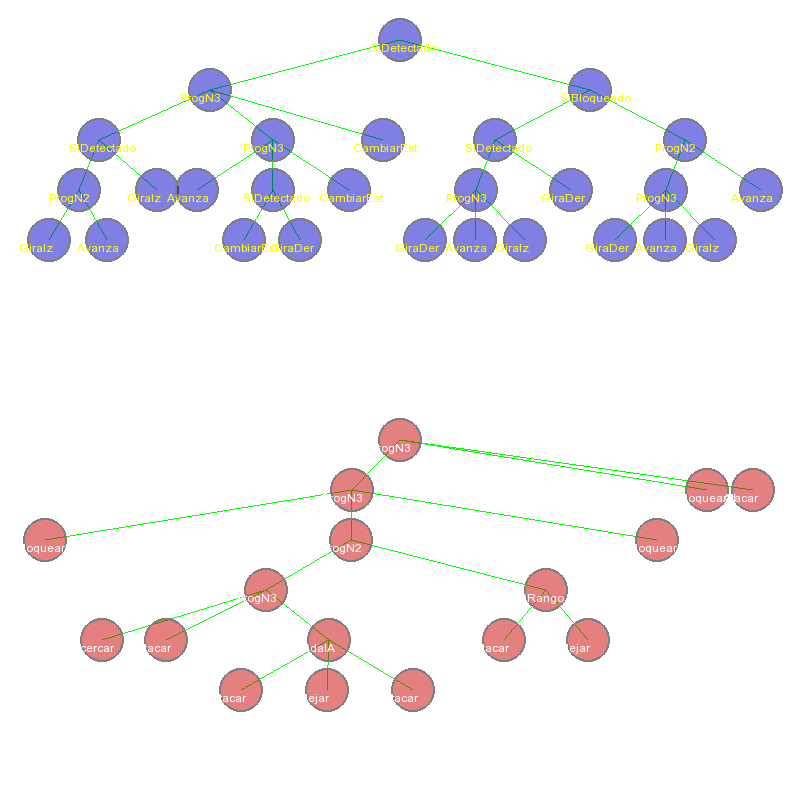 SiDetectado
ProgN3
SiBloqueado
SiDetectado
ProgN3
CambiarEst
SiDetectado
ProgN2
ProgN2
GiraIz
Avanza
SiDetectado
CambiarEst
ProgN3
GiraDer
ProgN3
Avanza
GiraIz
Avanza
CambiarEst
GiraDer
GiraDer
Avanza
GiraIz
GiraDer
Avanza
GiraIz
rogN3
rogN3
loquear
tacar
loquear
rogN2
loquear
rogN3
Rango
cercar
tacar
dalA
tacar
lejar
tacar
lejar
tacar